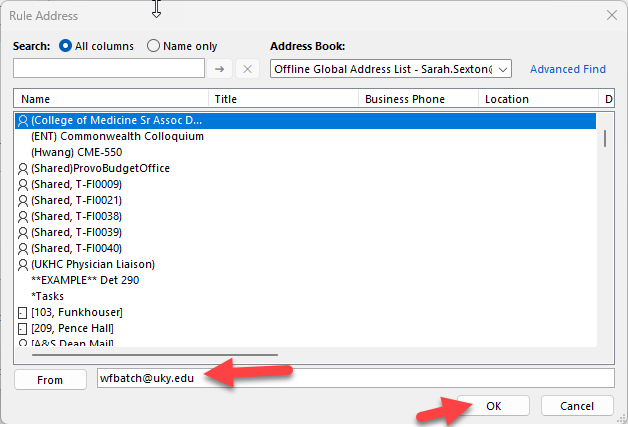 Rule Address
Search: All columns Name only Address Book:
Offline Global Address List - Sarah.Sexton@ Advanced Find
Name Title Business Phone Location D
(College of Medicine Sr Assoc D...
(ENT) Commonwealth Colloquium
(Hwang) CME-550
(Shared)ProvoBudgetOffice
(Shared, T-FI0009)
(Shared, T-FI0021)
(Shared, T-FI0038)
(Shared, T-FI0039)
(Shared, T-FI0040)
(UKHC Physician Liaison)
**EXAMPLE** Det 290
*Tasks
[103, Funkhouser]
[209, Pence Hall]
[A&S Dean Mail]
From wfbatch@uky.edu
OK Cancel